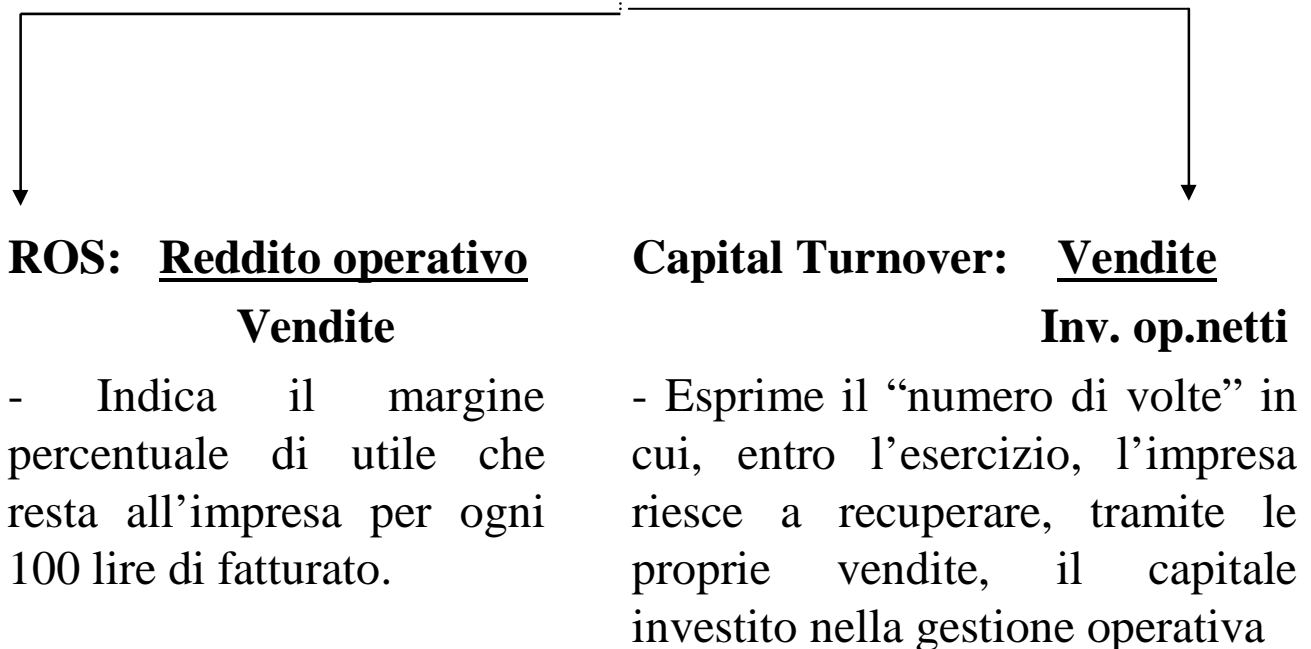 ROS: Reddito operativo
Vendite
- Indica il margine
percentuale di utile che
resta all’impresa per ogni
100 lire di fatturato.
Capital Turnover: Vendite
Inv. op.netti
- Esprime il “numero di volte” in
cui, entro l’esercizio, l’impresa
riesce a recuperare, tramite le
proprie vendite, il capitale
investito nella gestione operativa